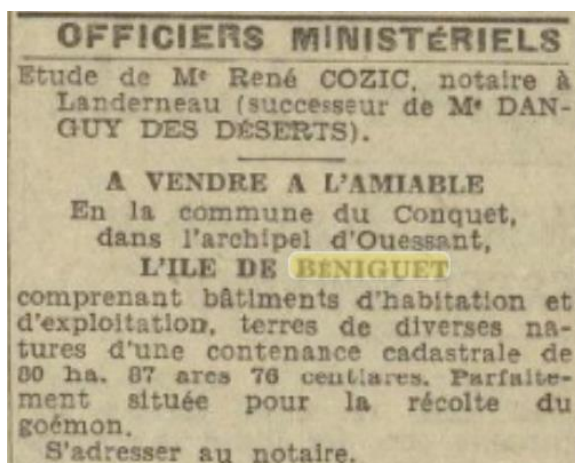 OFFICIERS MINISTÉRIELS
Etude de Me René COZIC, notaire à
Landerneau (successeur de Me DAN-
GUY DES DÉSERTS).
A VENDRE A L'AMIABLE
En la commune du Conquet,
dans l'archipel d'Ouessant,
L'ILE DE BÉNIGUET
comprenant bâtiments d'habitation et
d'exploitation, terres de diverses na-
tures d'une contenance cadastrale de
80 ha. 87 ares 76 centiares. Parfaite-
ment située pour la récolte du
goémon.
S'adresser au notaire.